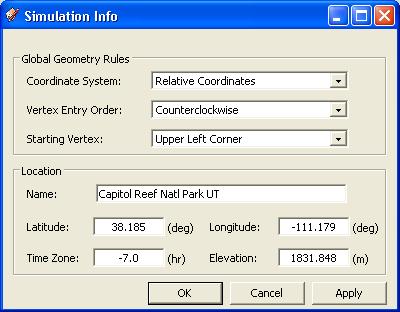 Simulation Info
Global Geometry Rules
Coordinate System: Relative Coordinates
Vertex Entry Order: Counterclockwise
Starting Vertex: Upper Left Corner
Location
Name: Capitol Reef Natl Park UT
Latitude: 38.185 (deg) Longitude: -111.179 (deg)
Time Zone: -7.0 (hr) Elevation: 1831.848 (m)
OK Cancel Apply